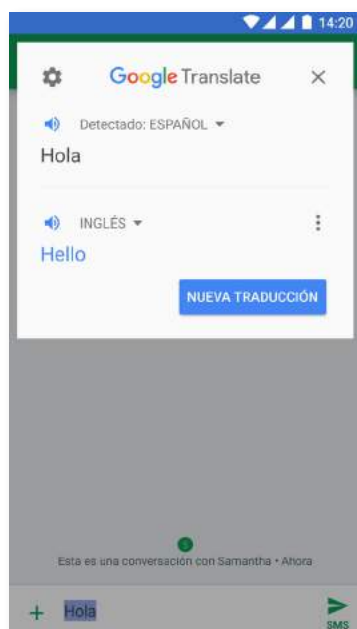 14:20
Google Translate
Detectado: ESPAÑOL
Hola
INGLÉS
Hello
NUEVA TRADUCCIÓN
S
Esta es una conversación con Samantha • Ahora
Hola
SMS